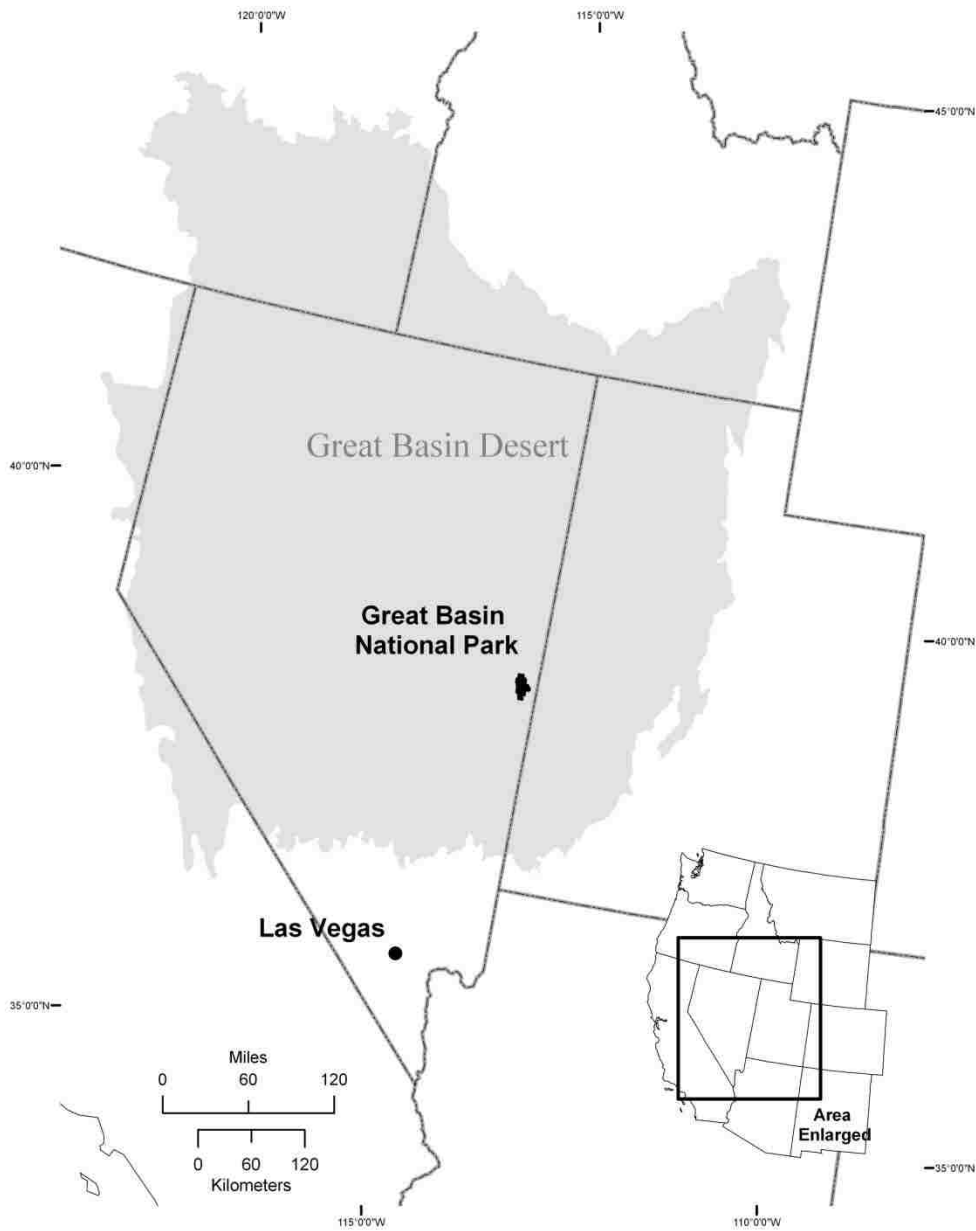 120°0'0"W
115°0'0"W
45°0'0"N
Great Basin Desert
40°0'0"N
Great Basin
National Park
40°0'0"N
Las Vegas
35°0'0"N
Miles
0 60 120
0 60 120
Kilometers
Area
Enlarged
35°0'0"N
115°0'0"W
110°0'0"W